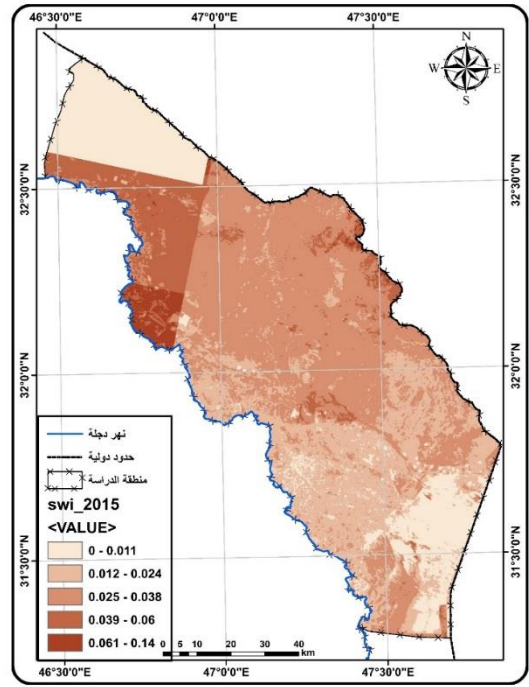 46°30'0"E 47°0'0"E 47°30'0"E
N
W E
S
32°30'0"N 32°30'0"N
32°0'0"N 32°0'0"N
31°30'0"N 31°30'0"N
نهر دجلة
حدود دولية
منطقة الدراسة
swi_2015
<VALUE>
0 - 0.011
0.012 - 0.024
0.025 - 0.038
0.039 - 0.06
0.061 - 0.14
0 5 10 20 30 40
km
46°30'0"E 47°0'0"E 47°30'0"E